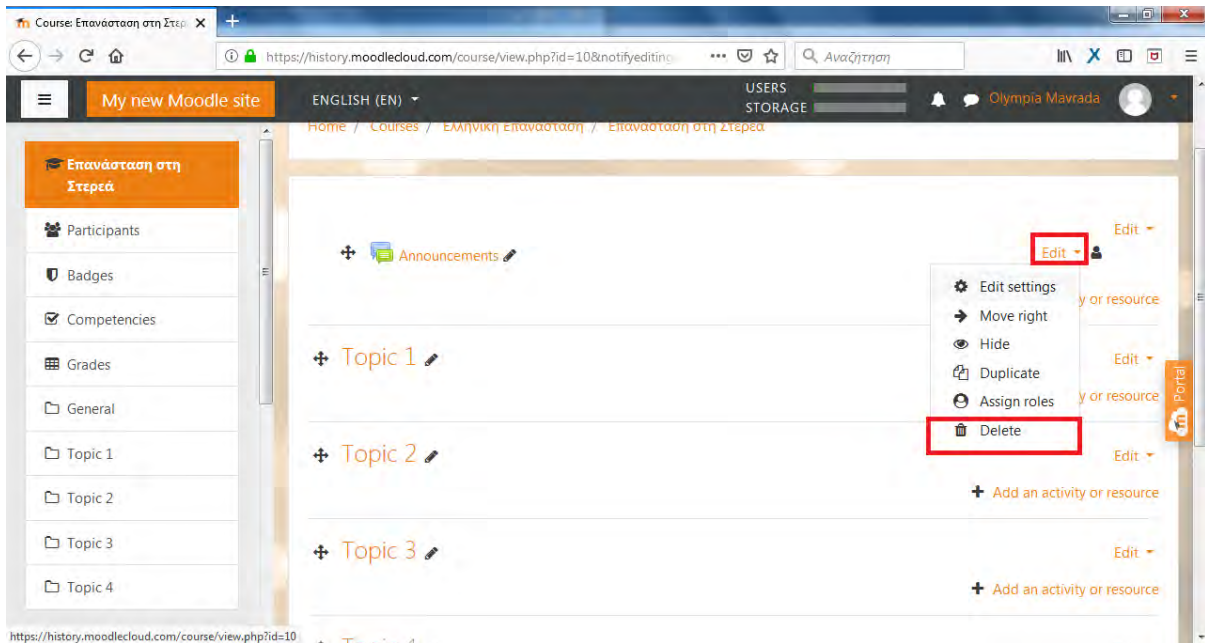 Course: Επανάσταση στη Στερ
https://history.moodlecloud.com/course/view.php?id=10&notifyediting
Αναζήτηση
My new Moodle site
ENGLISH (EN)
USERS
STORAGE
Olympia Mavrada
Home / Courses / Ελληνική Επανάσταση / Επανάσταση στη Στερεά
Επανάσταση στη
Στερεά
Participants
Badges
Competencies
Grades
General
Topic 1
Topic 2
Topic 3
Topic 4
Edit
Announcements
Edit
Edit settings
Move right
Hide
Duplicate
Assign roles
Delete
y or resource
Topic 1
Edit
y or resource
Portal
Topic 2
Edit
Add an activity or resource
Topic 3
Edit
Add an activity or resource
https://history.moodlecloud.com/course/view.php?id=10